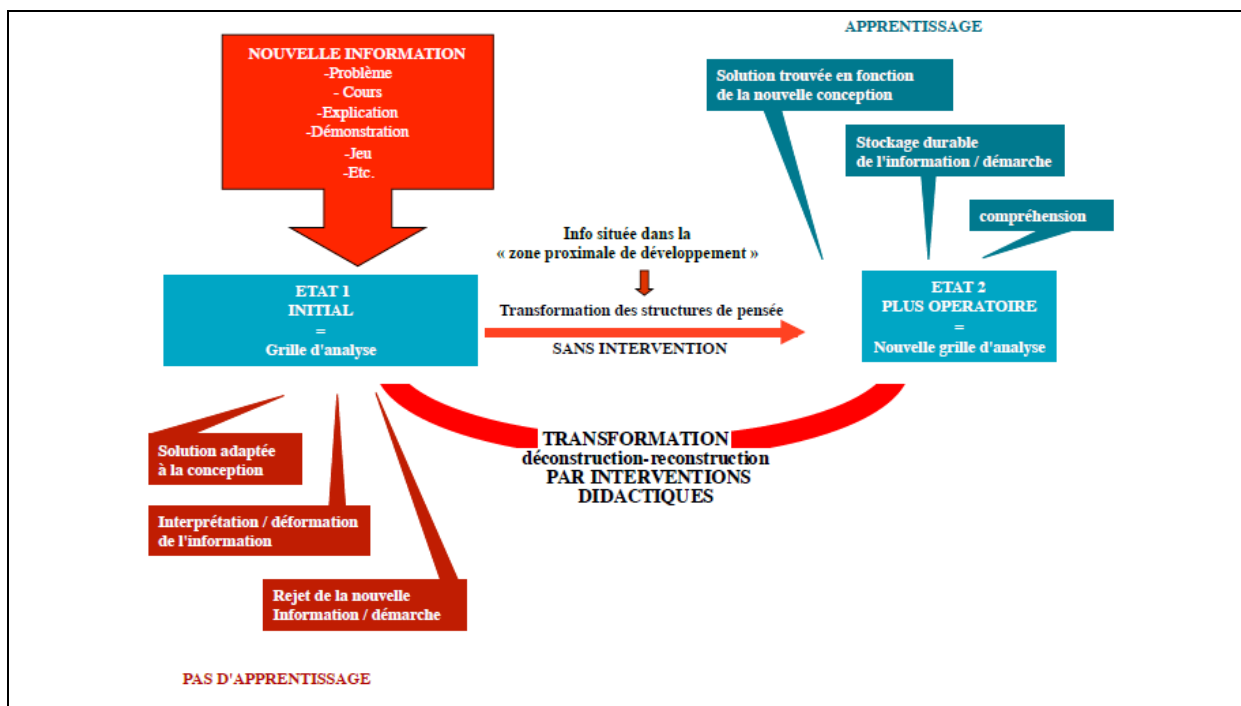 APPRENTISSAGE
NOUVELLE INFORMATION
-Problème
- Cours
-Explication
-Démonstration
-Jeu
-Etc.
Solution trouvée en fonction
de la nouvelle conception
Stockage durable
de l'information / démarche
compréhension
Info située dans la
« zone proximale de développement »
ETAT 1
INITIAL
=
Grille d'analyse
Transformation des structures de pensée
SANS INTERVENTION
ETAT 2
PLUS OPERATOIRE
=
Nouvelle grille d'analyse
TRANSFORMATION
déconstruction-reconstruction
PAR INTERVENTIONS
DIDACTIQUES
Solution adaptée
à la conception
Interprétation / déformation
de l'information
Rejet de la nouvelle
Information / démarche
PAS D'APPRENTISSAGE